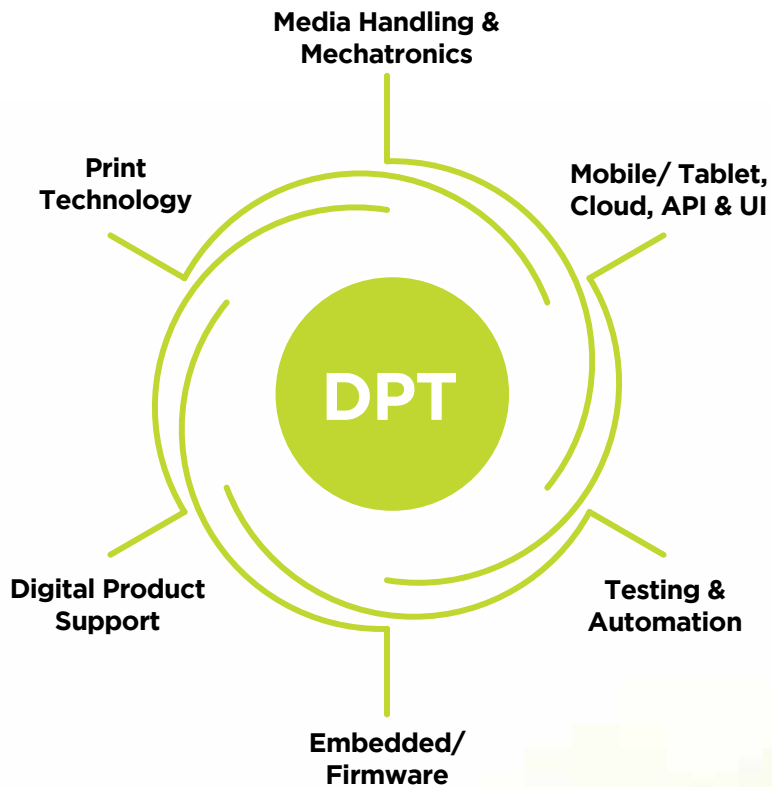 Media Handling &
Mechatronics
Print
Technology
Mobile/ Tablet,
Cloud, API & UI
DPT
Digital Product
Support
Testing &
Automation
Embedded/
Firmware